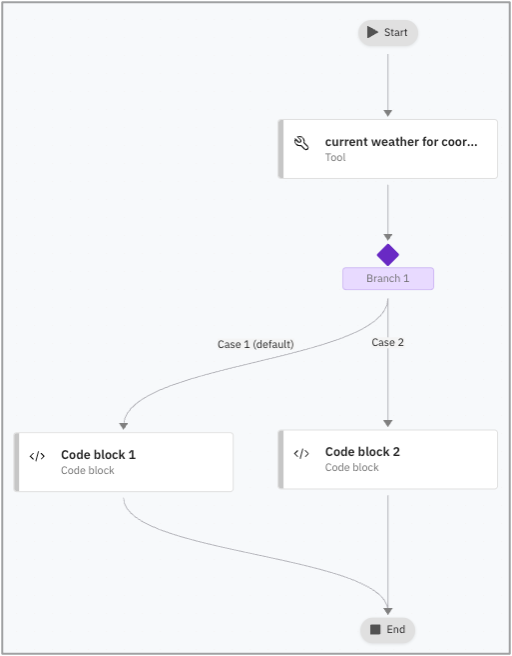 Start
current weather for coor...
Tool
Branch 1
Case 1 (default)
Case 2
Code block 1
Code block
Code block 2
Code block
End